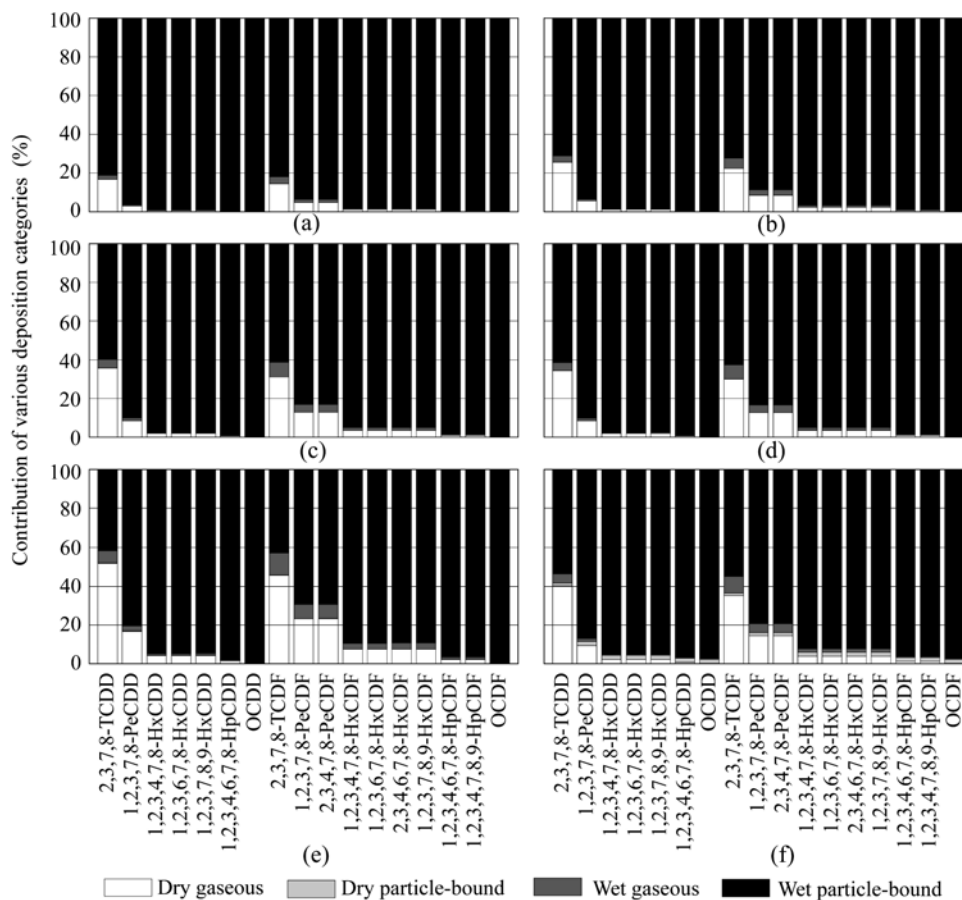 Contribution of various deposition categories (%)
100
80
60
40
20
0
(a)
100
80
60
40
20
0
(b)
100
80
60
40
20
0
(c)
100
80
60
40
20
0
(d)
100
80
60
40
20
0
2,3,7,8-TCDD
1,2,3,7,8-PeCDD
1,2,3,4,7,8-HxCDD
1,2,3,6,7,8-HxCDD
1,2,3,7,8,9-HxCDD
1,2,3,4,6,7,8-HpCDD
OCDD
2,3,7,8-TCDF
1,2,3,7,8-PeCDF
2,3,4,7,8-PeCDF
1,2,3,4,7,8-HxCDF
1,2,3,6,7,8-HxCDF
2,3,4,6,7,8-HxCDF
1,2,3,7,8,9-HxCDF
1,2,3,4,6,7,8-HpCDF
1,2,3,4,7,8,9-HpCDF
OCDF
(e)
100
80
60
40
20
0
2,3,7,8-TCDD
1,2,3,7,8-PeCDD
1,2,3,4,7,8-HxCDD
1,2,3,6,7,8-HxCDD
1,2,3,7,8,9-HxCDD
1,2,3,4,6,7,8-HpCDD
OCDD
2,3,7,8-TCDF
1,2,3,7,8-PeCDF
2,3,4,7,8-PeCDF
1,2,3,4,7,8-HxCDF
1,2,3,6,7,8-HxCDF
2,3,4,6,7,8-HxCDF
1,2,3,7,8,9-HxCDF
1,2,3,4,6,7,8-HpCDF
1,2,3,4,7,8,9-HpCDF
OCDF
(f)
Dry gaseous
Dry particle-bound
Wet gaseous
Wet particle-bound